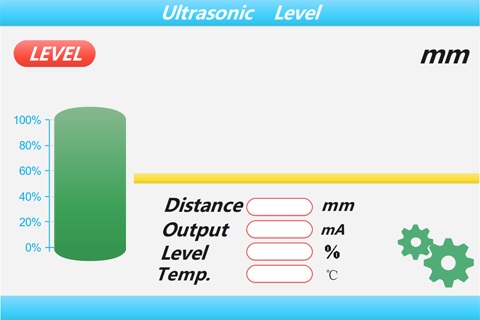 Ultrasonic Level
LEVEL
mm
100%
80%
60%
40%
20%
0%
Distance mm
Output mA
Level %
Temp. ℃